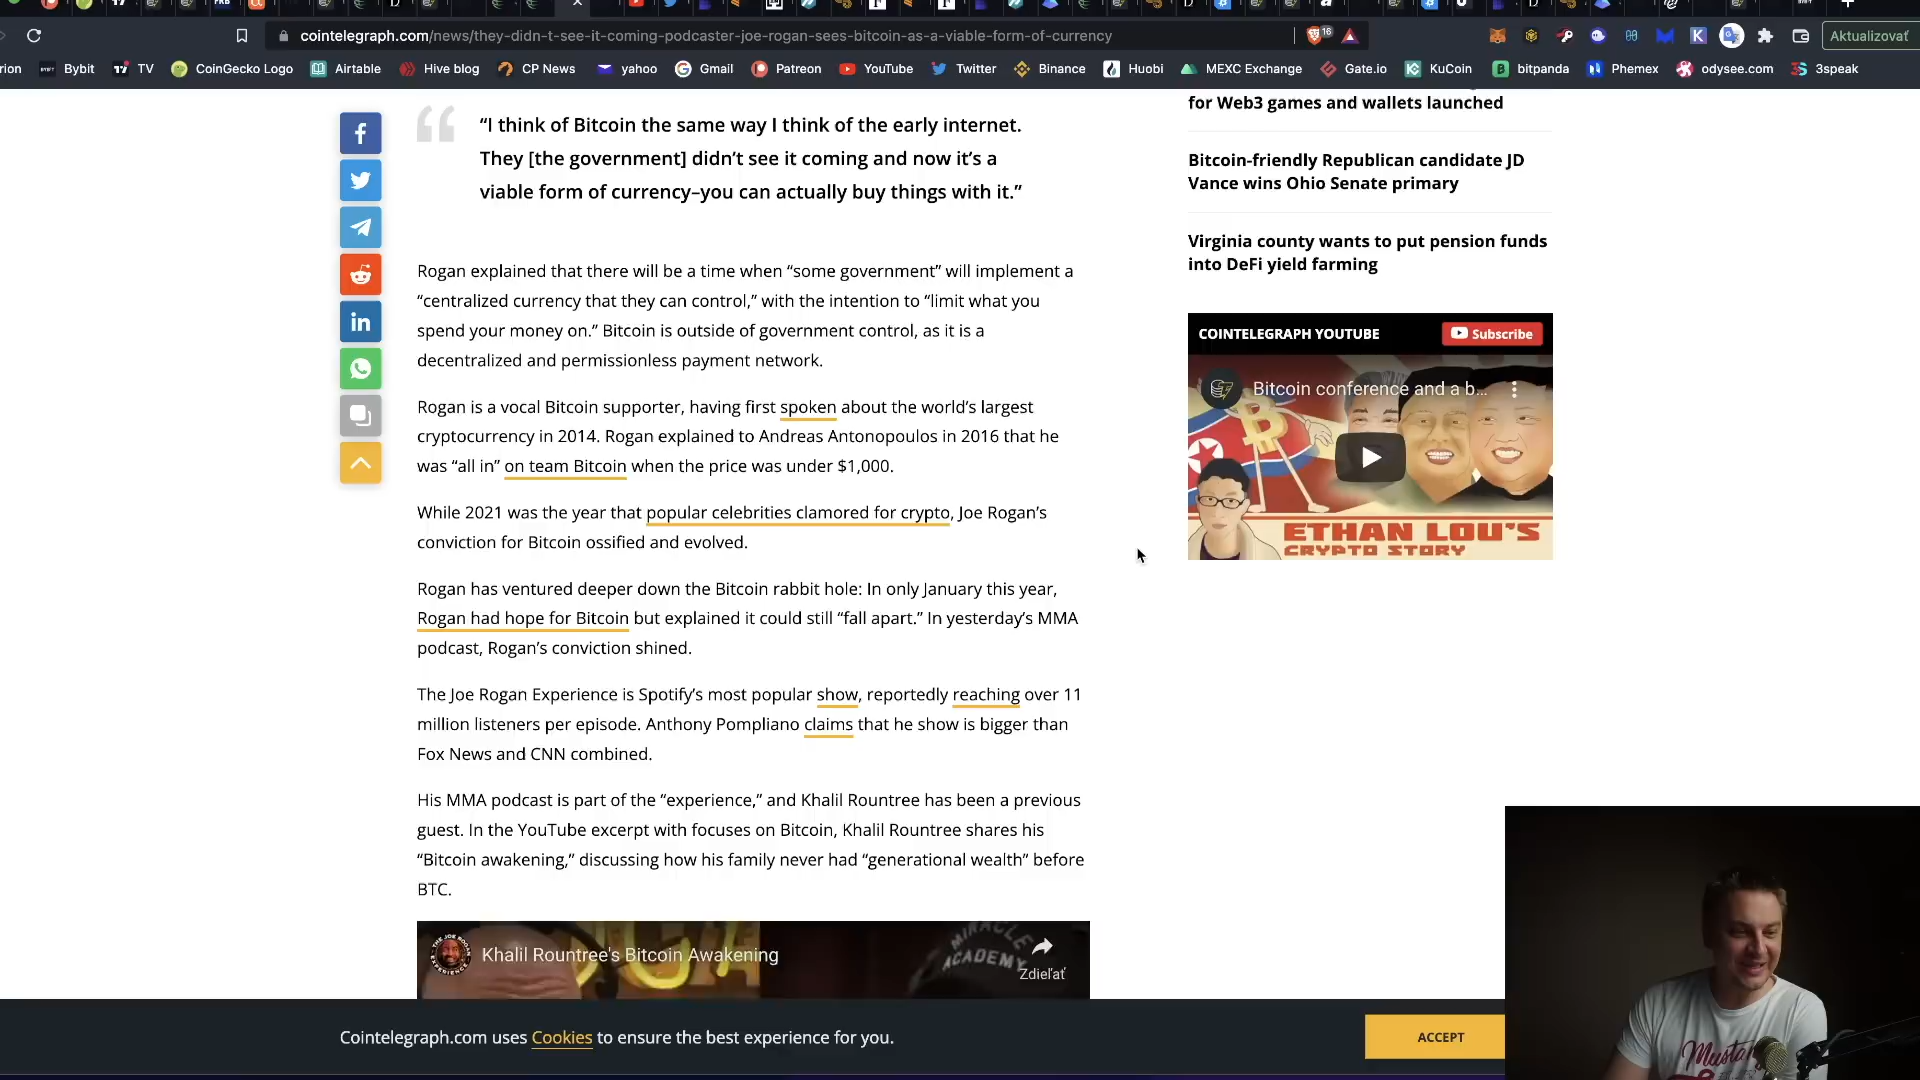 cointelegraph.com/news/they-didn-t-see-it-coming-podcaster-joe-rogan-sees-bitcoin-as-a-viable-form-of-currency
16
Aktualizovať
rion
Bybit
TV
CoinGecko Logo
Airtable
Hive blog
CP News
yahoo
Gmail
Patreon
YouTube
Twitter
Binance
Huobi
MEXC Exchange
Gate.io
KuCoin
bitpanda
Phemex
odysee.com
3speak
“I think of Bitcoin the same way I think of the early internet.
They [the government] didn’t see it coming and now it’s a
viable form of currency–you can actually buy things with it.”
Rogan explained that there will be a time when “some government” will implement a
“centralized currency that they can control,” with the intention to “limit what you
spend your money on.” Bitcoin is outside of government control, as it is a
decentralized and permissionless payment network.
Rogan is a vocal Bitcoin supporter, having first spoken about the world’s largest
cryptocurrency in 2014. Rogan explained to Andreas Antonopoulos in 2016 that he
was “all in” on team Bitcoin when the price was under $1,000.
While 2021 was the year that popular celebrities clamored for crypto, Joe Rogan’s
conviction for Bitcoin ossified and evolved.
Rogan has ventured deeper down the Bitcoin rabbit hole: In only January this year,
Rogan had hope for Bitcoin but explained it could still “fall apart.” In yesterday’s MMA
podcast, Rogan’s conviction shined.
The Joe Rogan Experience is Spotify’s most popular show, reportedly reaching over 11
million listeners per episode. Anthony Pompliano claims that he show is bigger than
Fox News and CNN combined.
His MMA podcast is part of the “experience,” and Khalil Rountree has been a previous
guest. In the YouTube excerpt with focuses on Bitcoin, Khalil Rountree shares his
“Bitcoin awakening,” discussing how his family never had “generational wealth” before
BTC.
Khalil Rountree's Bitcoin Awakening
MIRACLE
ACADEMY
Zdieľať
for Web3 games and wallets launched
Bitcoin-friendly Republican candidate JD
Vance wins Ohio Senate primary
Virginia county wants to put pension funds
into DeFi yield farming
COINTELEGRAPH YOUTUBE
Subscribe
Bitcoin conference and a b...
ETHAN LOU'S
CRYPTO STORY
Cointelegraph.com uses Cookies to ensure the best experience for you.
ACCEPT